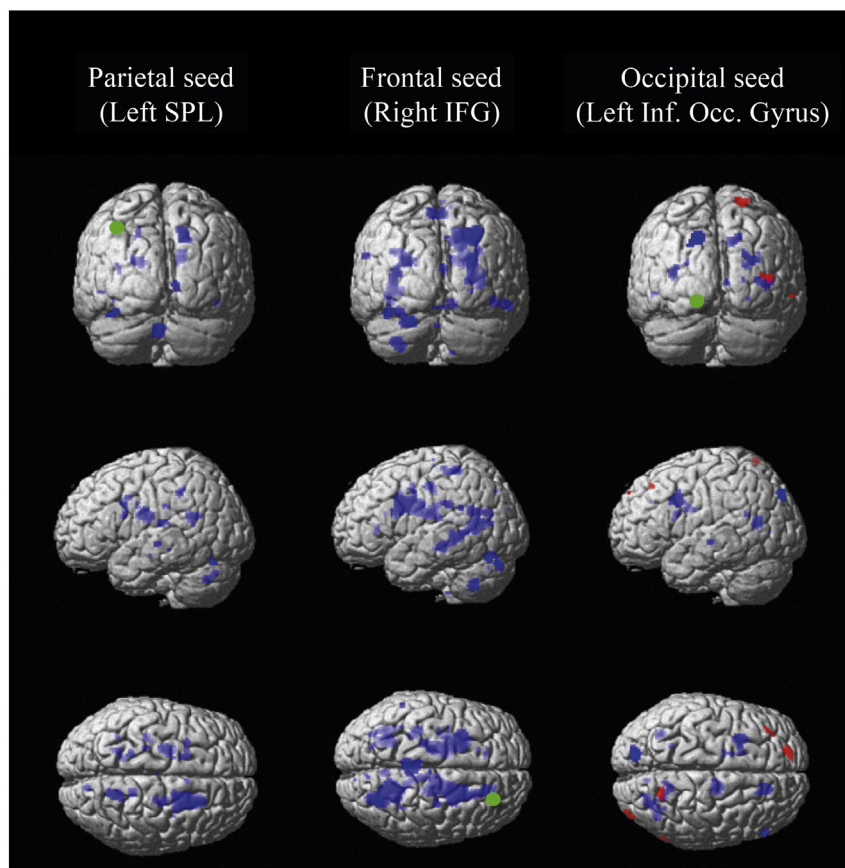 Parietal seed
(Left SPL)
Frontal seed
(Right IFG)
Occipital seed
(Left Inf. Occ. Gyrus)